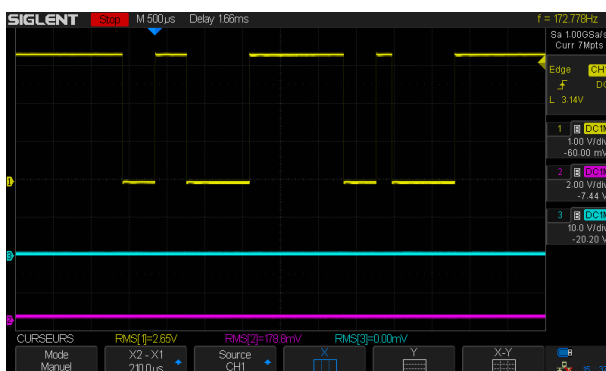 SIGLENT Stop M 500µs Delay 1.66ms f = 172.778Hz
Sa 1.00GSa/s
Curr 7Mpts
Edge CH1
DC
L 3.14V
1 B DC1M
1.00 V/div
-60.00 mV
2 B DC1M
2.00 V/div
-7.44 V
3 B DC1M
10.0 V/div
-20.20 V
1
3
2
CURSEURS RMS[1]=2.65V RMS[2]=178.8mV RMS[3]=0.00mV
Mode X2 - X1 Source X Y X-Y
Manuel 210.0µs CH1